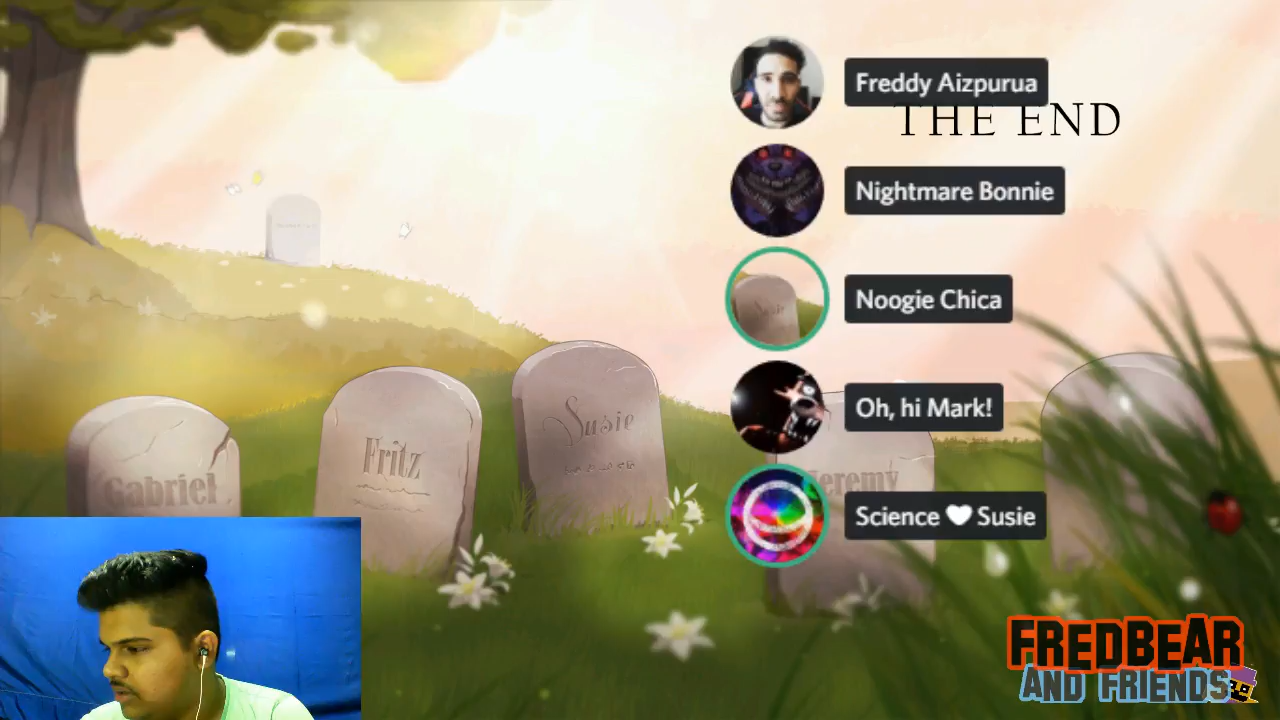 Freddy Aizpurua
THE END
Nightmare Bonnie
Noogie Chica
Oh, hi Mark!
Science Susie
Gabriel
Fritz
Susie
Jeremy
Susie
FREDBEAR
AND FRIENDS